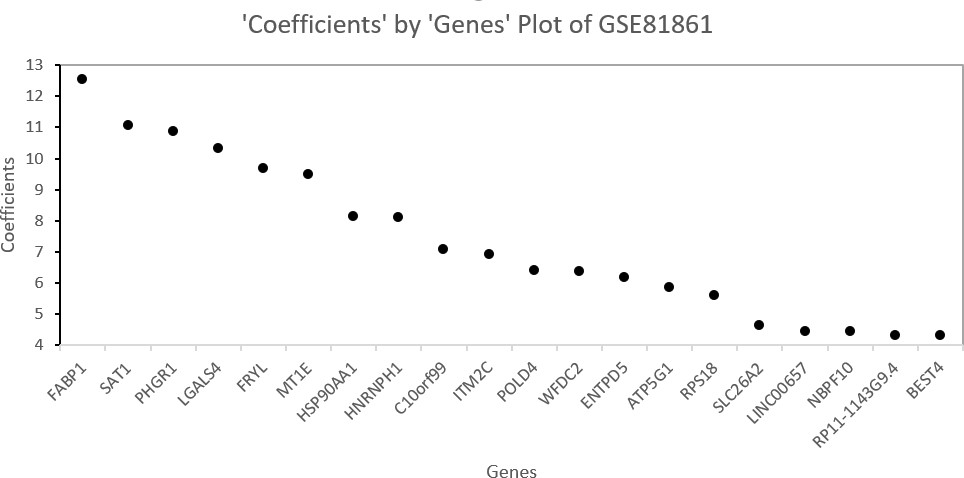 'Coefficients' by 'Genes' Plot of GSE81861
13
12
11
10
9
8
7
6
5
4
Coefficients
FABP1
SAT1
PHGR1
LGALS4
FRYL
MT1E
HSP90AA1
HNRNPH1
C10orf99
ITM2C
POLD4
WFDC2
ENTPD5
ATP5G1
RPS18
SLC26A2
LINC00657
NBPF10
RP11-1143G9.4
BEST4
Genes